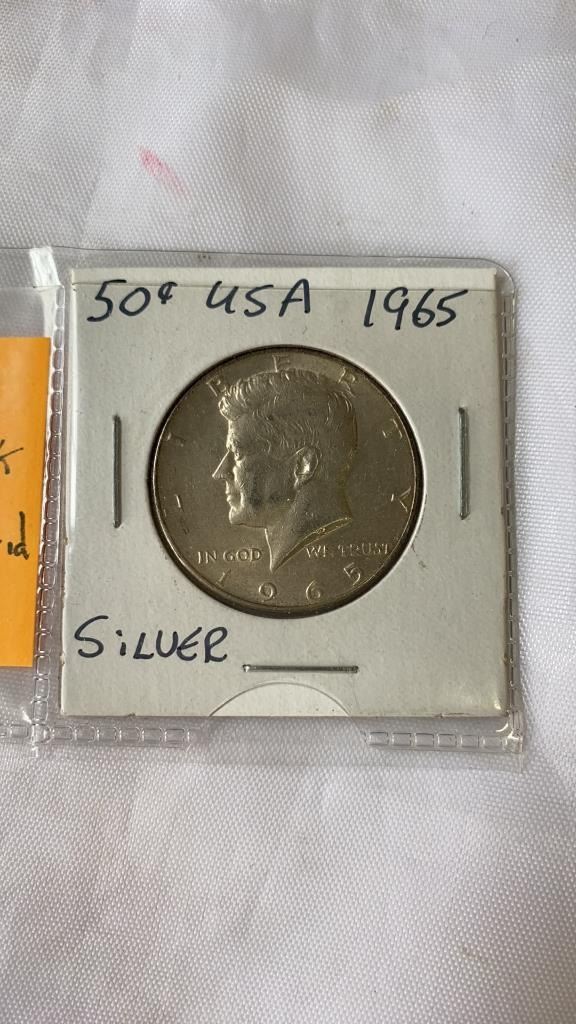 50¢ USA 1965
LIBERTY
IN GOD WE TRUST
1965
SILVER